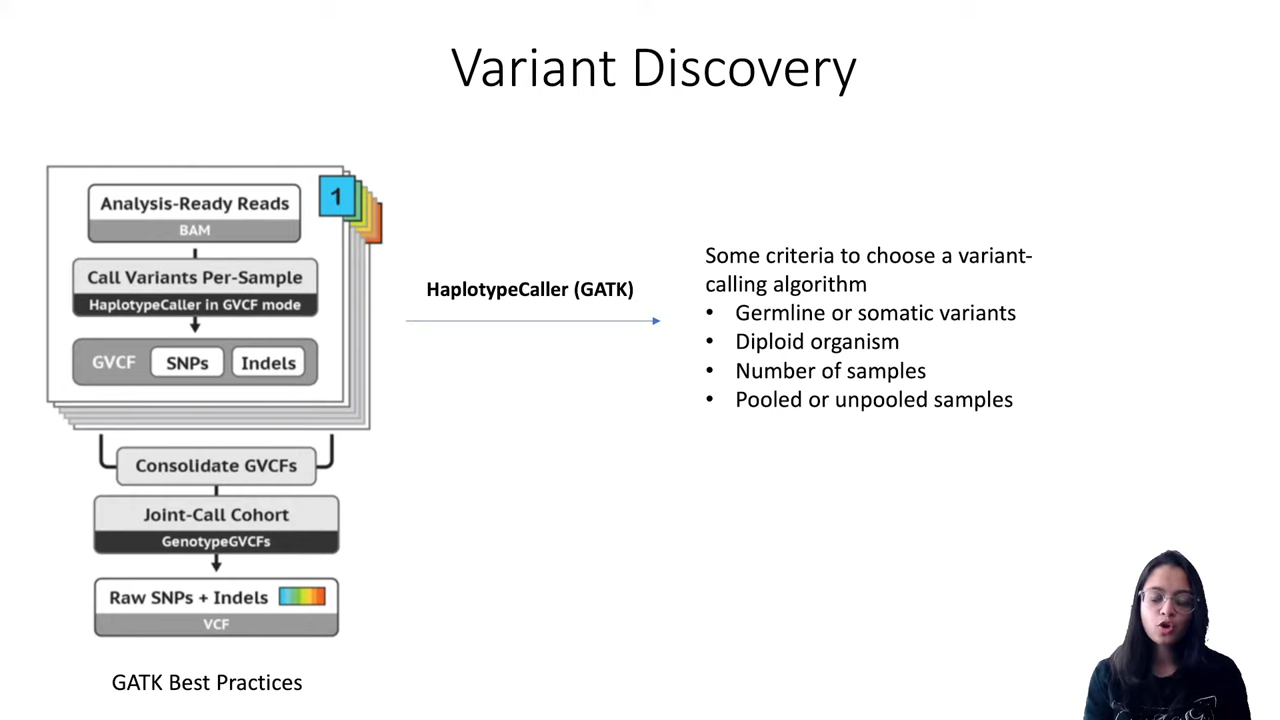 Variant Discovery
1
Analysis-Ready Reads
BAM
Call Variants Per-Sample
HaplotypeCaller in GVCF mode
GVCF SNPs Indels
Consolidate GVCFs
Joint-Call Cohort
GenotypeGVCFs
Raw SNPs + Indels
VCF
GATK Best Practices
HaplotypeCaller (GATK)
Some criteria to choose a variant-
calling algorithm
• Germline or somatic variants
• Diploid organism
• Number of samples
• Pooled or unpooled samples